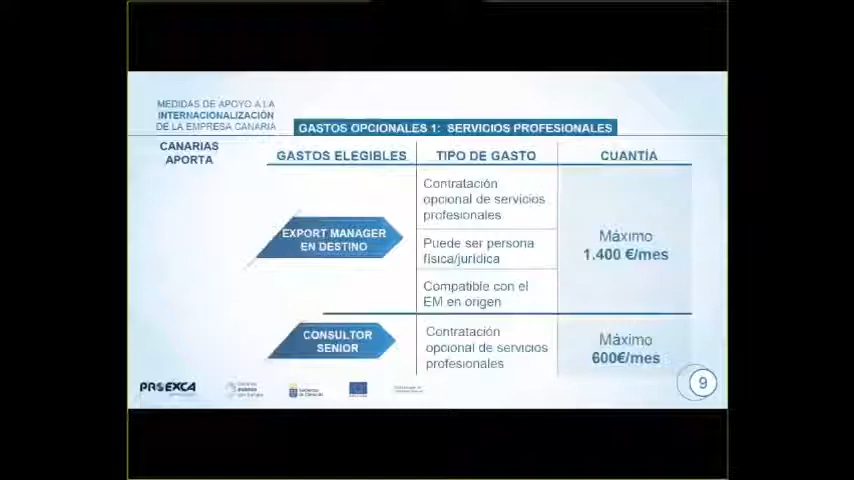 MEDIDAS DE APOYO A LA
INTERNACIONALIZACIÓN
DE LA EMPRESA CANARIA
GASTOS OPCIONALES 1: SERVICIOS PROFESIONALES
CANARIAS
APORTA
GASTOS ELEGIBLES
TIPO DE GASTO
CUANTÍA
Contratación
opcional de servicios
profesionales
EXPORT MANAGER
EN DESTINO
Puede ser persona
física/jurídica
Máximo
1.400 €/mes
Compatible con el
EM en origen
CONSULTOR
SENIOR
Contratación
opcional de servicios
profesionales
Máximo
600€/mes
PROEXCA
9